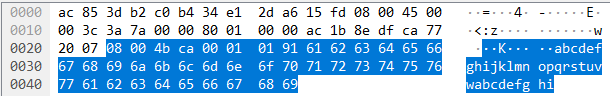 0000 ac 85 3d b2 c0 b4 34 e1 2d a6 15 fd 08 00 45 00 ··=···4· -·····E·
0010 00 3c 3a 7a 00 00 80 01 00 00 ac 1b 8e df ca 77 ·<:z···· ·······w
0020 20 07 08 00 4b ca 00 01 01 91 61 62 63 64 65 66 ···K··· ··abcdef
0030 67 68 69 6a 6b 6c 6d 6e 6f 70 71 72 73 74 75 76 ghijklmn opqrstuv
0040 77 61 62 63 64 65 66 67 68 69 wabcdefg hi